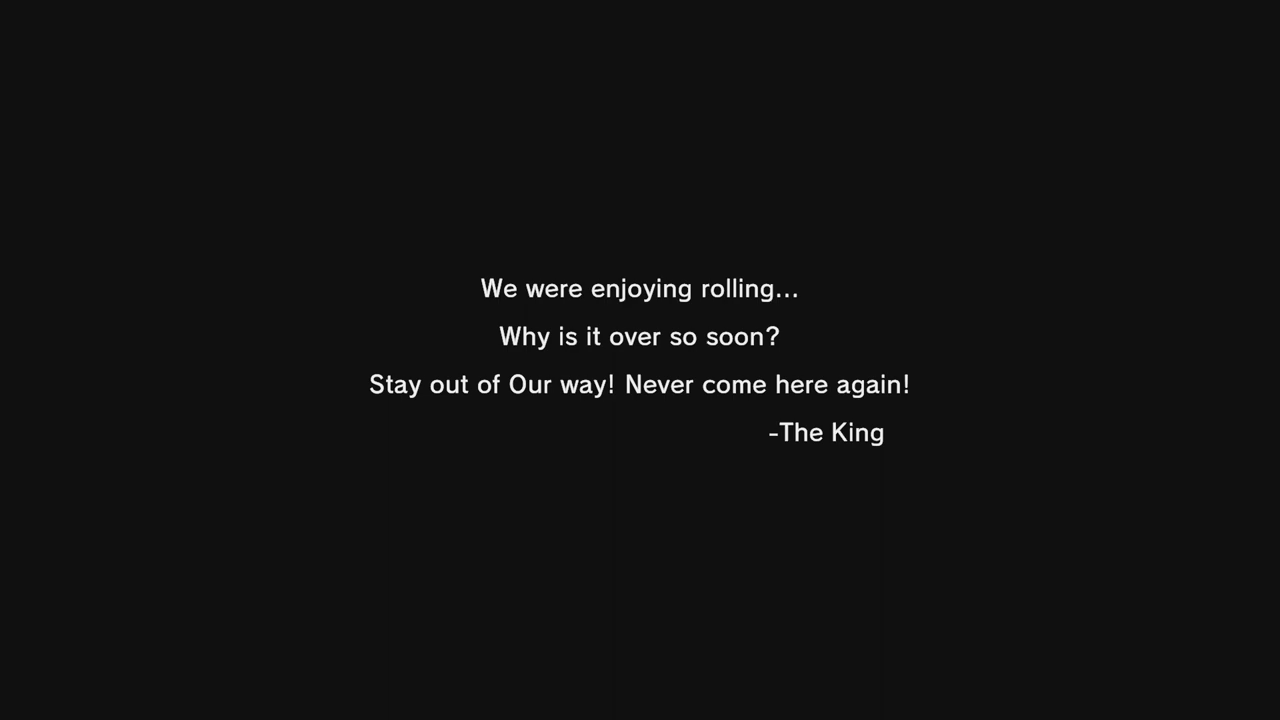 We were enjoying rolling...
Why is it over so soon?
Stay out of Our way! Never come here again!
-The King